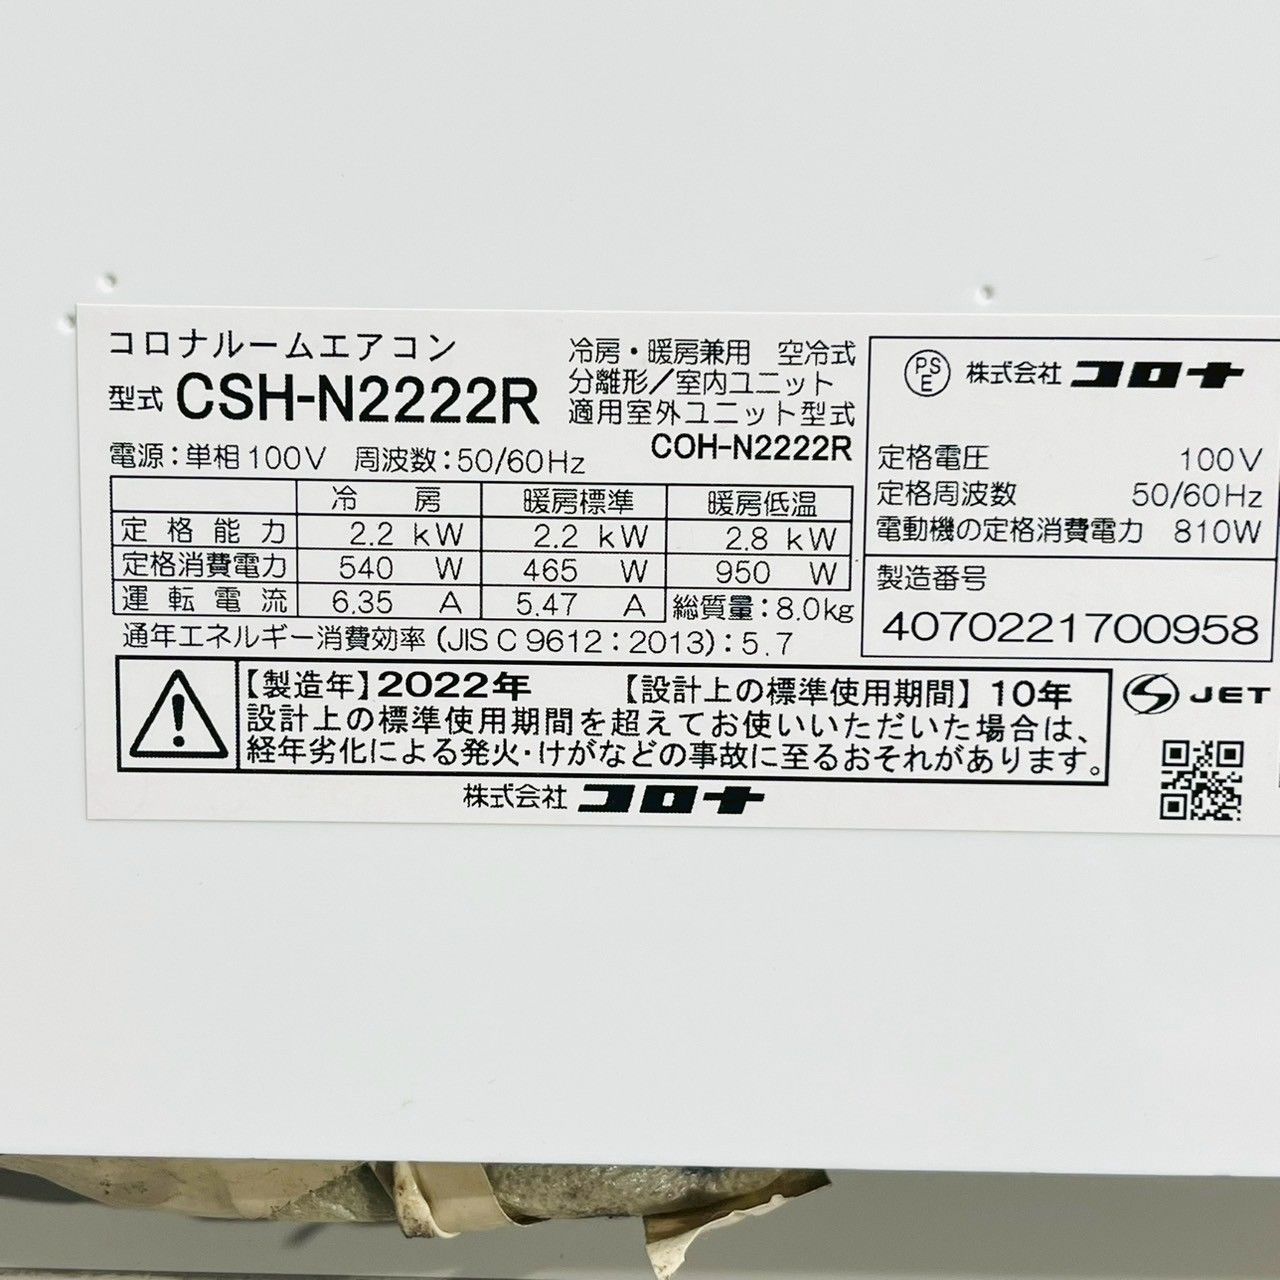 コロナルームエアコン
型式 CSH-N2222R
冷房・暖房兼用 空冷式
分離形/室内ユニット
適用室外ユニット型式
COH-N2222R
電源:単相100V 周波数:50/60Hz
冷房 暖房標準 暖房低温
定格能力 2.2 kW 2.2 kW 2.8 kW
定格消費電力 540 W 465 W 950 W
運転電流 6.35 A 5.47 A 総質量:8.0kg
通年エネルギー消費効率(JIS C 9612:2013):5.7
PSE 株式会社コロナ
定格電圧 100V
定格周波数 50/60Hz
電動機の定格消費電力 810W
製造番号
4070221700958
【製造年】2022年 【設計上の標準使用期間】10年
設計上の標準使用期間を超えてお使いいただいた場合は、
経年劣化による発火・けがなどの事故に至るおそれがあります。
JET
株式会社コロナ